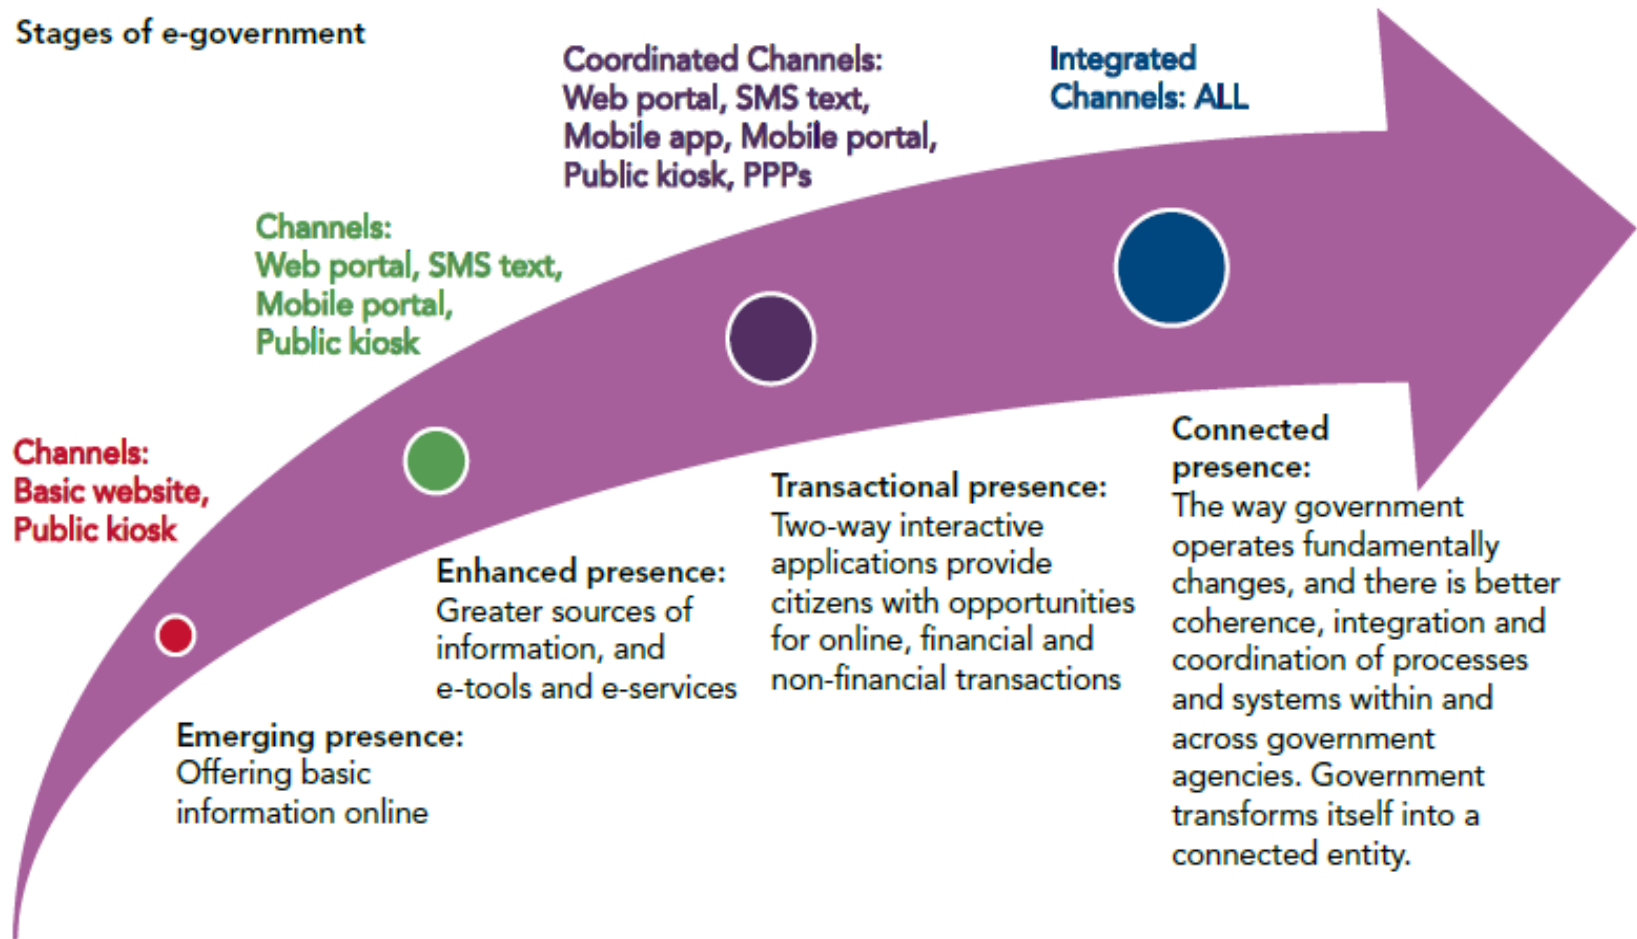 Stages of e-government
Coordinated Channels:
Web portal, SMS text,
Mobile app, Mobile portal,
Public kiosk, PPPs
Integrated
Channels: ALL
Channels:
Web portal, SMS text,
Mobile portal,
Public kiosk
Channels:
Basic website,
Public kiosk
Emerging presence:
Offering basic
information online
Enhanced presence:
Greater sources of
information, and
e-tools and e-services
Transactional presence:
Two-way interactive
applications provide
citizens with opportunities
for online, financial and
non-financial transactions
Connected
presence:
The way government
operates fundamentally
changes, and there is better
coherence, integration and
coordination of processes
and systems within and
across government
agencies. Government
transforms itself into a
connected entity.